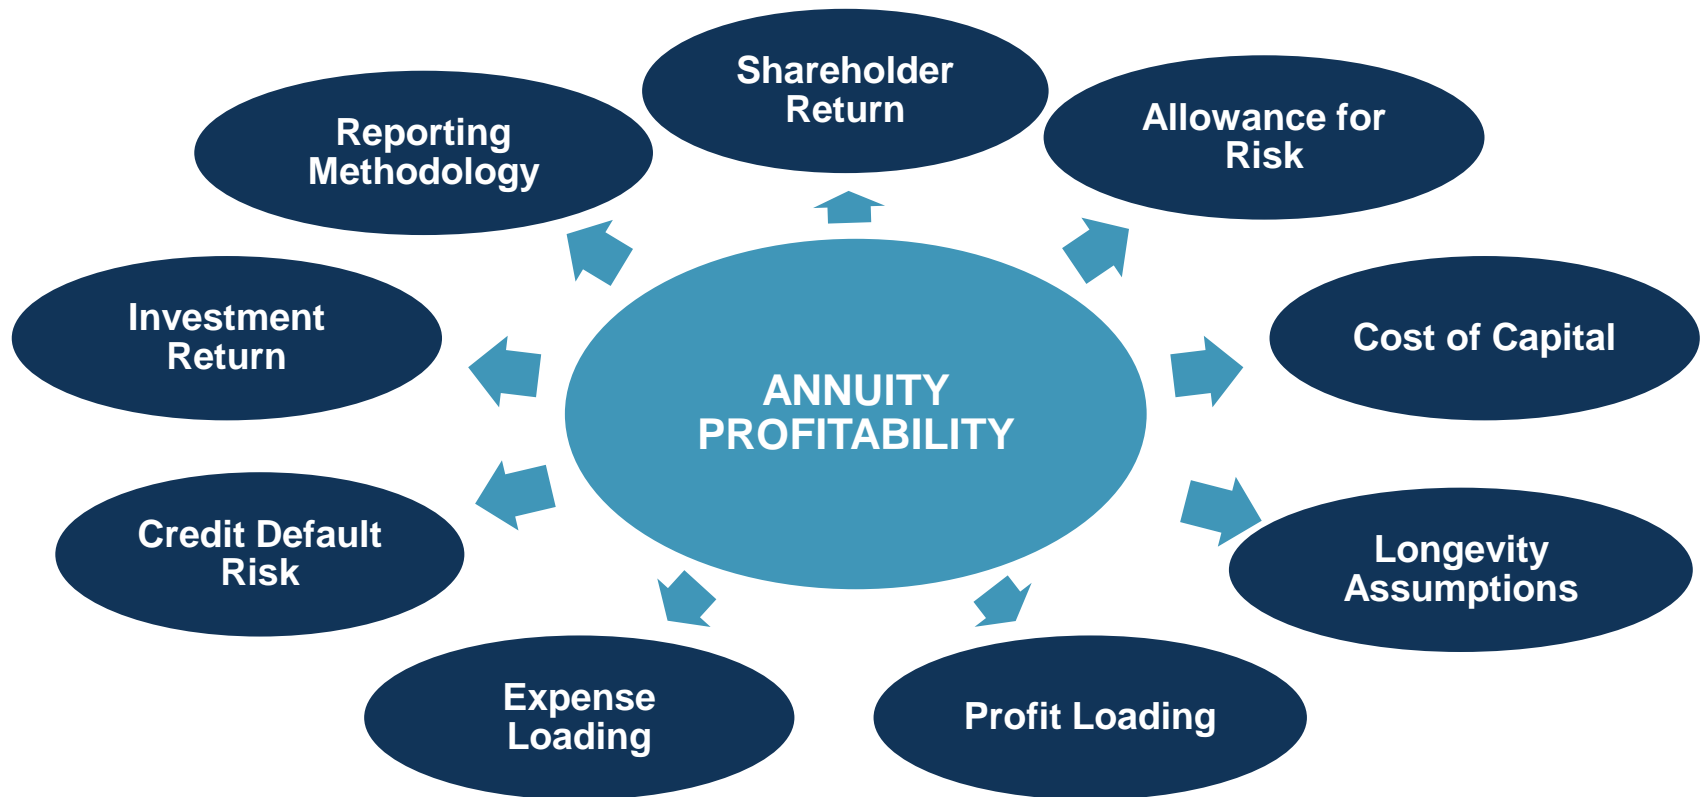 Shareholder
Return
Allowance for
Risk
Reporting
Methodology
Investment
Return
Cost of Capital
ANNUITY
PROFITABILITY
Credit Default
Risk
Longevity
Assumptions
Expense
Loading
Profit Loading